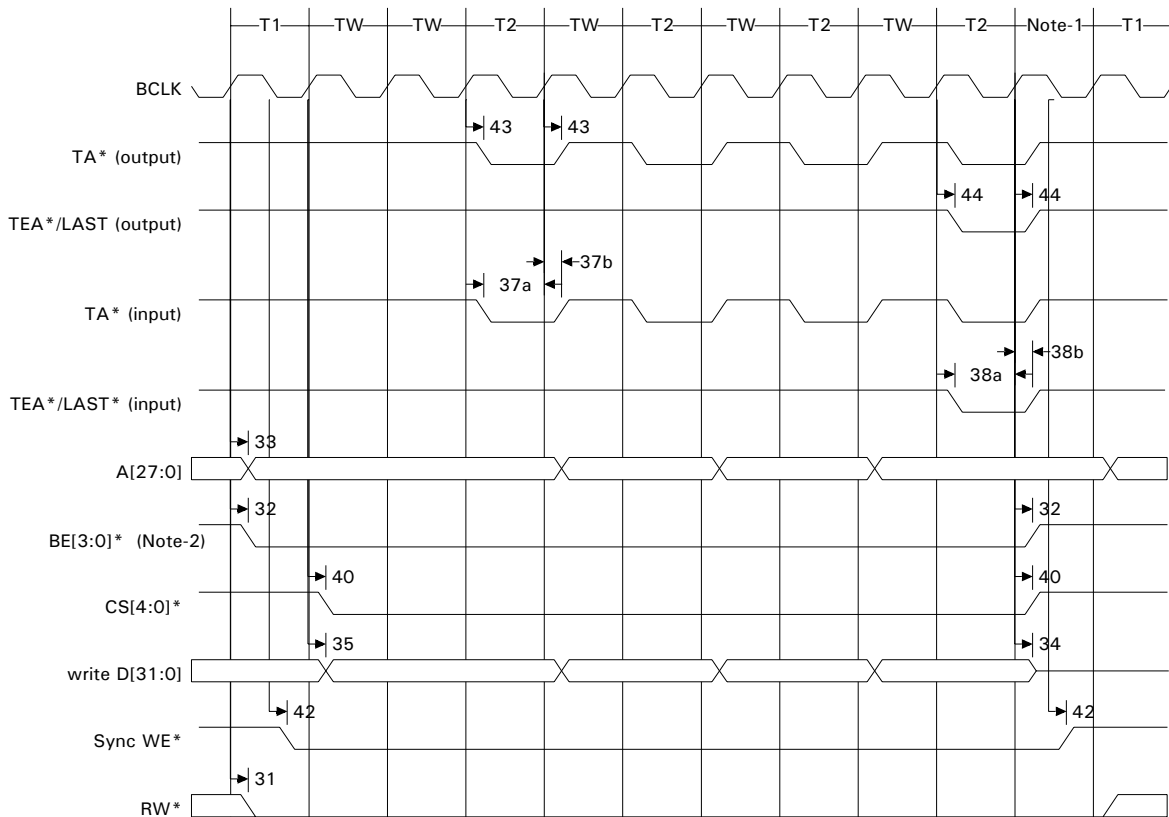 T1 TW TW T2 TW T2 TW T2 TW T2 Note-1 T1
BCLK
43 43
TA* (output)
44 44
TEA*/LAST (output)
37b
37a
TA* (input)
38b
38a
TEA*/LAST* (input)
33
A[27:0]
32 32
BE[3:0]* (Note-2)
40 40
CS[4:0]*
35 34
write D[31:0]
42 42
Sync WE*
31
RW*